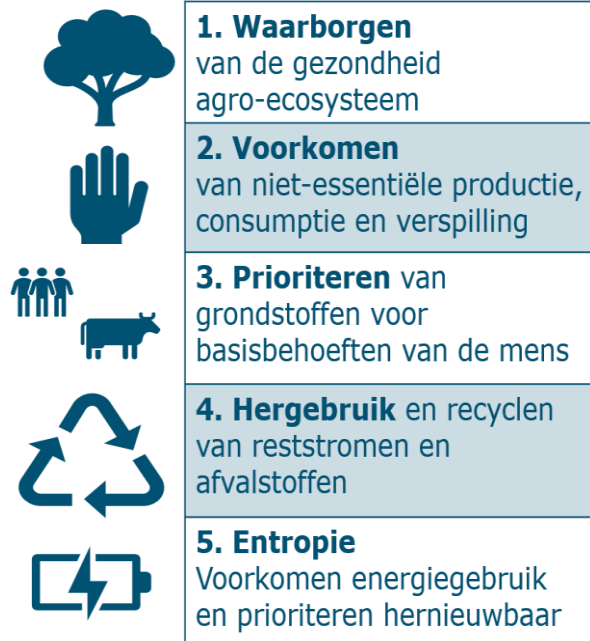 1. Waarborgen
van de gezondheid
agro-ecosysteem
2. Voorkomen
van niet-essentiële productie,
consumptie en verspilling
3. Prioriteren van
grondstoffen voor
basisbehoeften van de mens
4. Hergebruik en recyclen
van reststromen en
afvalstoffen
5. Entropie
Voorkomen energiegebruik
en prioriteren hernieuwbaar